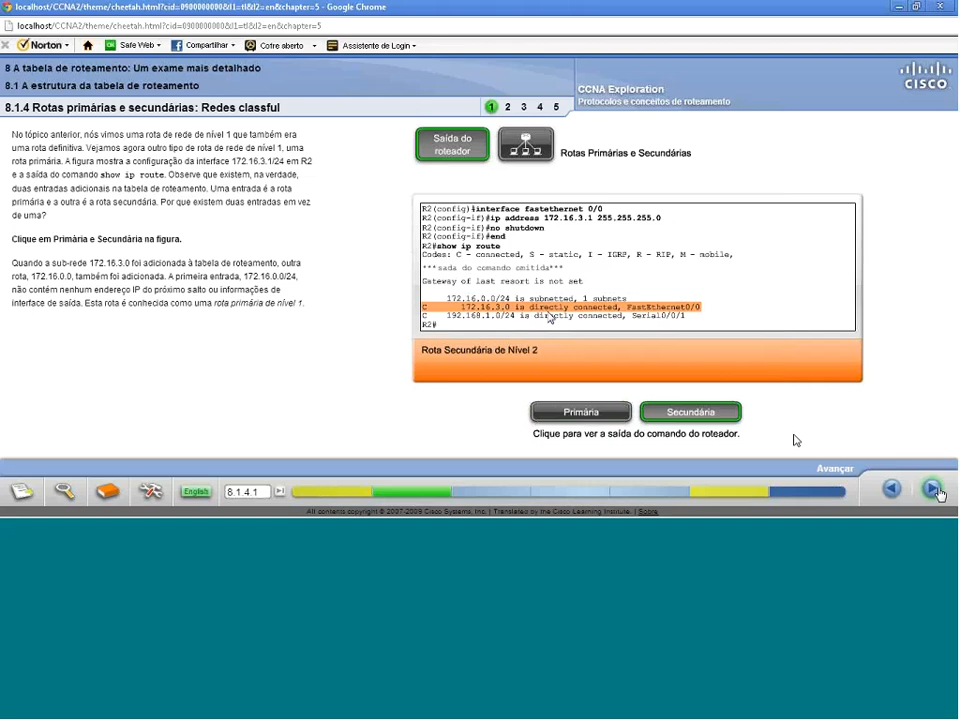 localhost/CCNA2/theme/cheetah.html?cid=0900000000&l1=tl&l2=en&chapter=5 - Google Chrome
localhost/CCNA2/theme/cheetah.html?cid=0900000000&l1=tl&l2=en&chapter=5
Norton
Safe Web
Compartilhar
Cofre aberto
Assistente de Login
8 A tabela de roteamento: Um exame mais detalhado
8.1 A estrutura da tabela de roteamento
8.1.4 Rotas primárias e secundárias: Redes classful
1 2 3 4 5
CCNA Exploration
Protocolos e conceitos de roteamento
CISCO
No tópico anterior, nós vimos uma rota de rede de nível 1 que também era
uma rota definitiva. Vejamos agora outro tipo de rota de rede de nível 1, uma
rota primária. A figura mostra a configuração da interface 172.16.3.1/24 em R2
e a saída do comando show ip route. Observe que existem, na verdade,
duas entradas adicionais na tabela de roteamento. Uma entrada é a rota
primária e a outra é a rota secundária. Por que existem duas entradas em vez
de uma?
Clique em Primária e Secundária na figura.
Quando a sub-rede 172.16.3.0 foi adicionada à tabela de roteamento, outra
rota, 172.16.0.0, também foi adicionada. A primeira entrada, 172.16.0.0/24,
não contém nenhum endereço IP do próximo salto ou informações de
interface de saída. Esta rota é conhecida como uma rota primária de nível 1.
Saída do
roteador
Rotas Primárias e Secundárias
R2(config)#interface fastethernet 0/0
R2(config-if)#ip address 172.16.3.1 255.255.255.0
R2(config-if)#no shutdown
R2(config-if)#end
R2#show ip route
Codes: C - connected, S - static, I - IGRP, R - RIP, M - mobile,
***sada do comando omitida***
Gateway of last resort is not set
172.16.0.0/24 is subnetted, 1 subnets
C 172.16.3.0 is directly connected, FastEthernet0/0
C 192.168.1.0/24 is directly connected, Serial0/0/1
R2#
Rota Secundária de Nível 2
Primária
Secundária
Clique para ver a saída do comando do roteador.
Avançar
English
8.1.4.1
All contents copyright © 2007-2009 Cisco Systems, Inc. | Translated by the Cisco Learning Institute. | Sobre